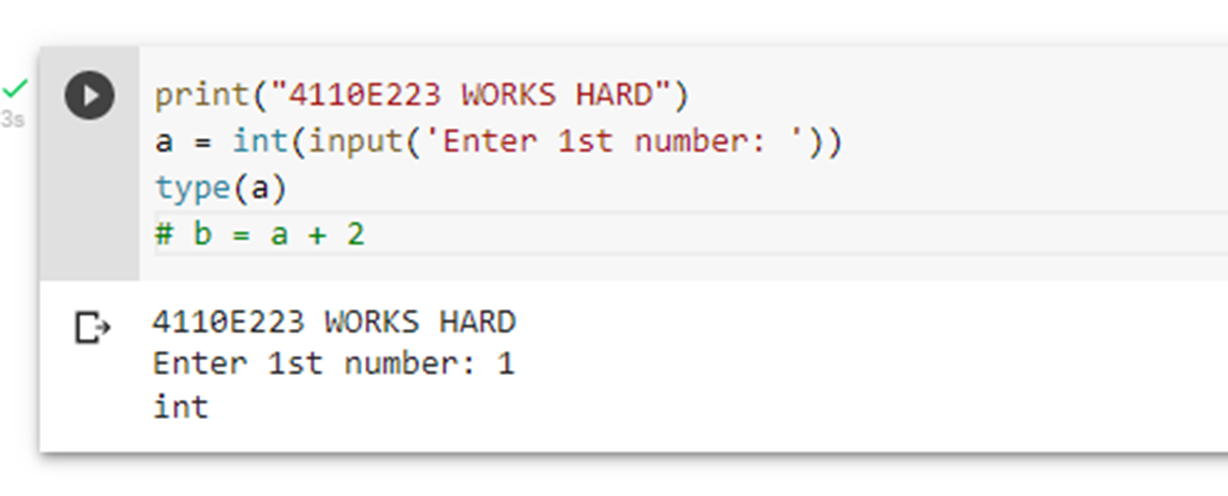 print("4110E223 WORKS HARD")
3s
a = int(input('Enter 1st number: '))
type(a)
# b = a + 2
4110E223 WORKS HARD
Enter 1st number: 1
int